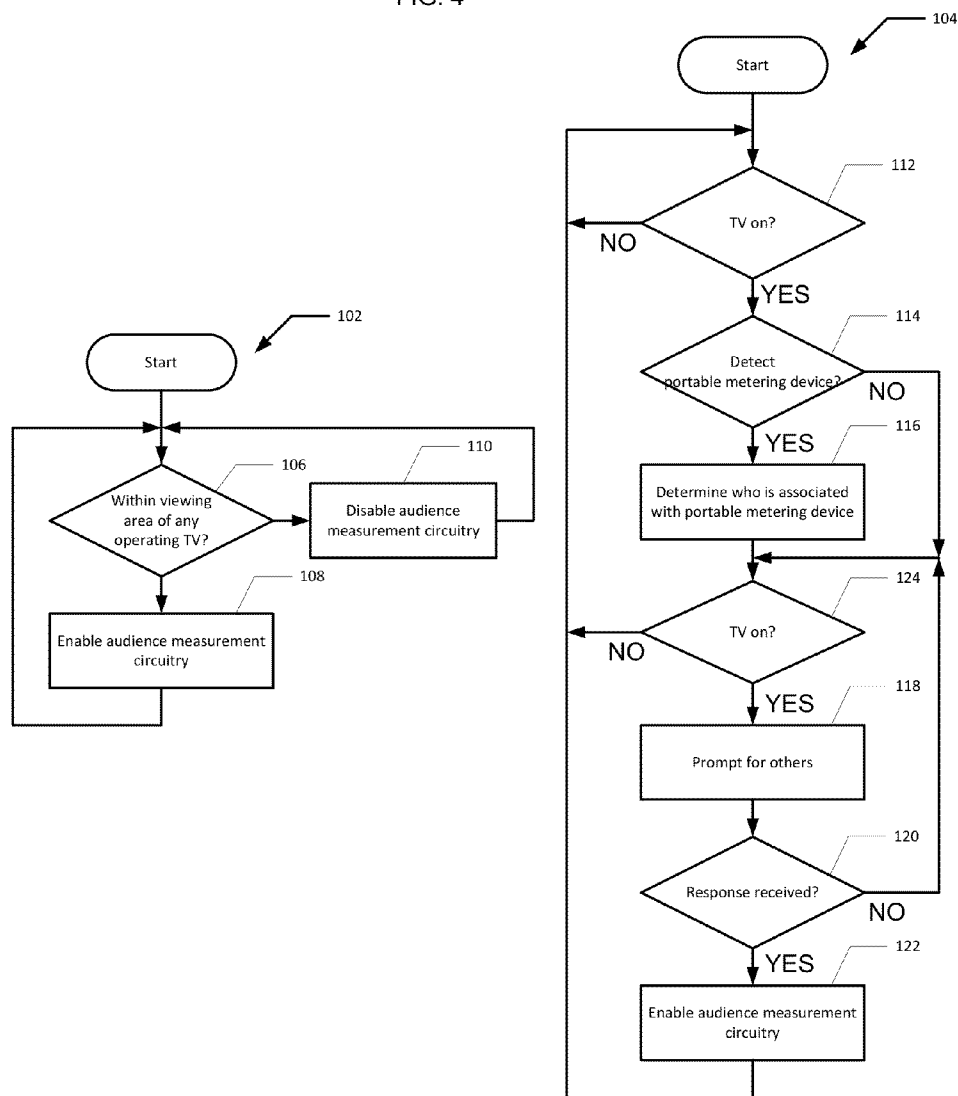 FIG. 4
104
Start
112
TV on?
NO
YES
114
Detect
portable metering device?
NO
YES
116
Determine who is associated
with portable metering device
124
TV on?
NO
YES
118
Prompt for others
120
Response received?
NO
YES
122
Enable audience measurement
circuitry
102
Start
106
Within viewing
area of any
operating TV?
110
Disable audience
measurement circuitry
108
Enable audience measurement
circuitry